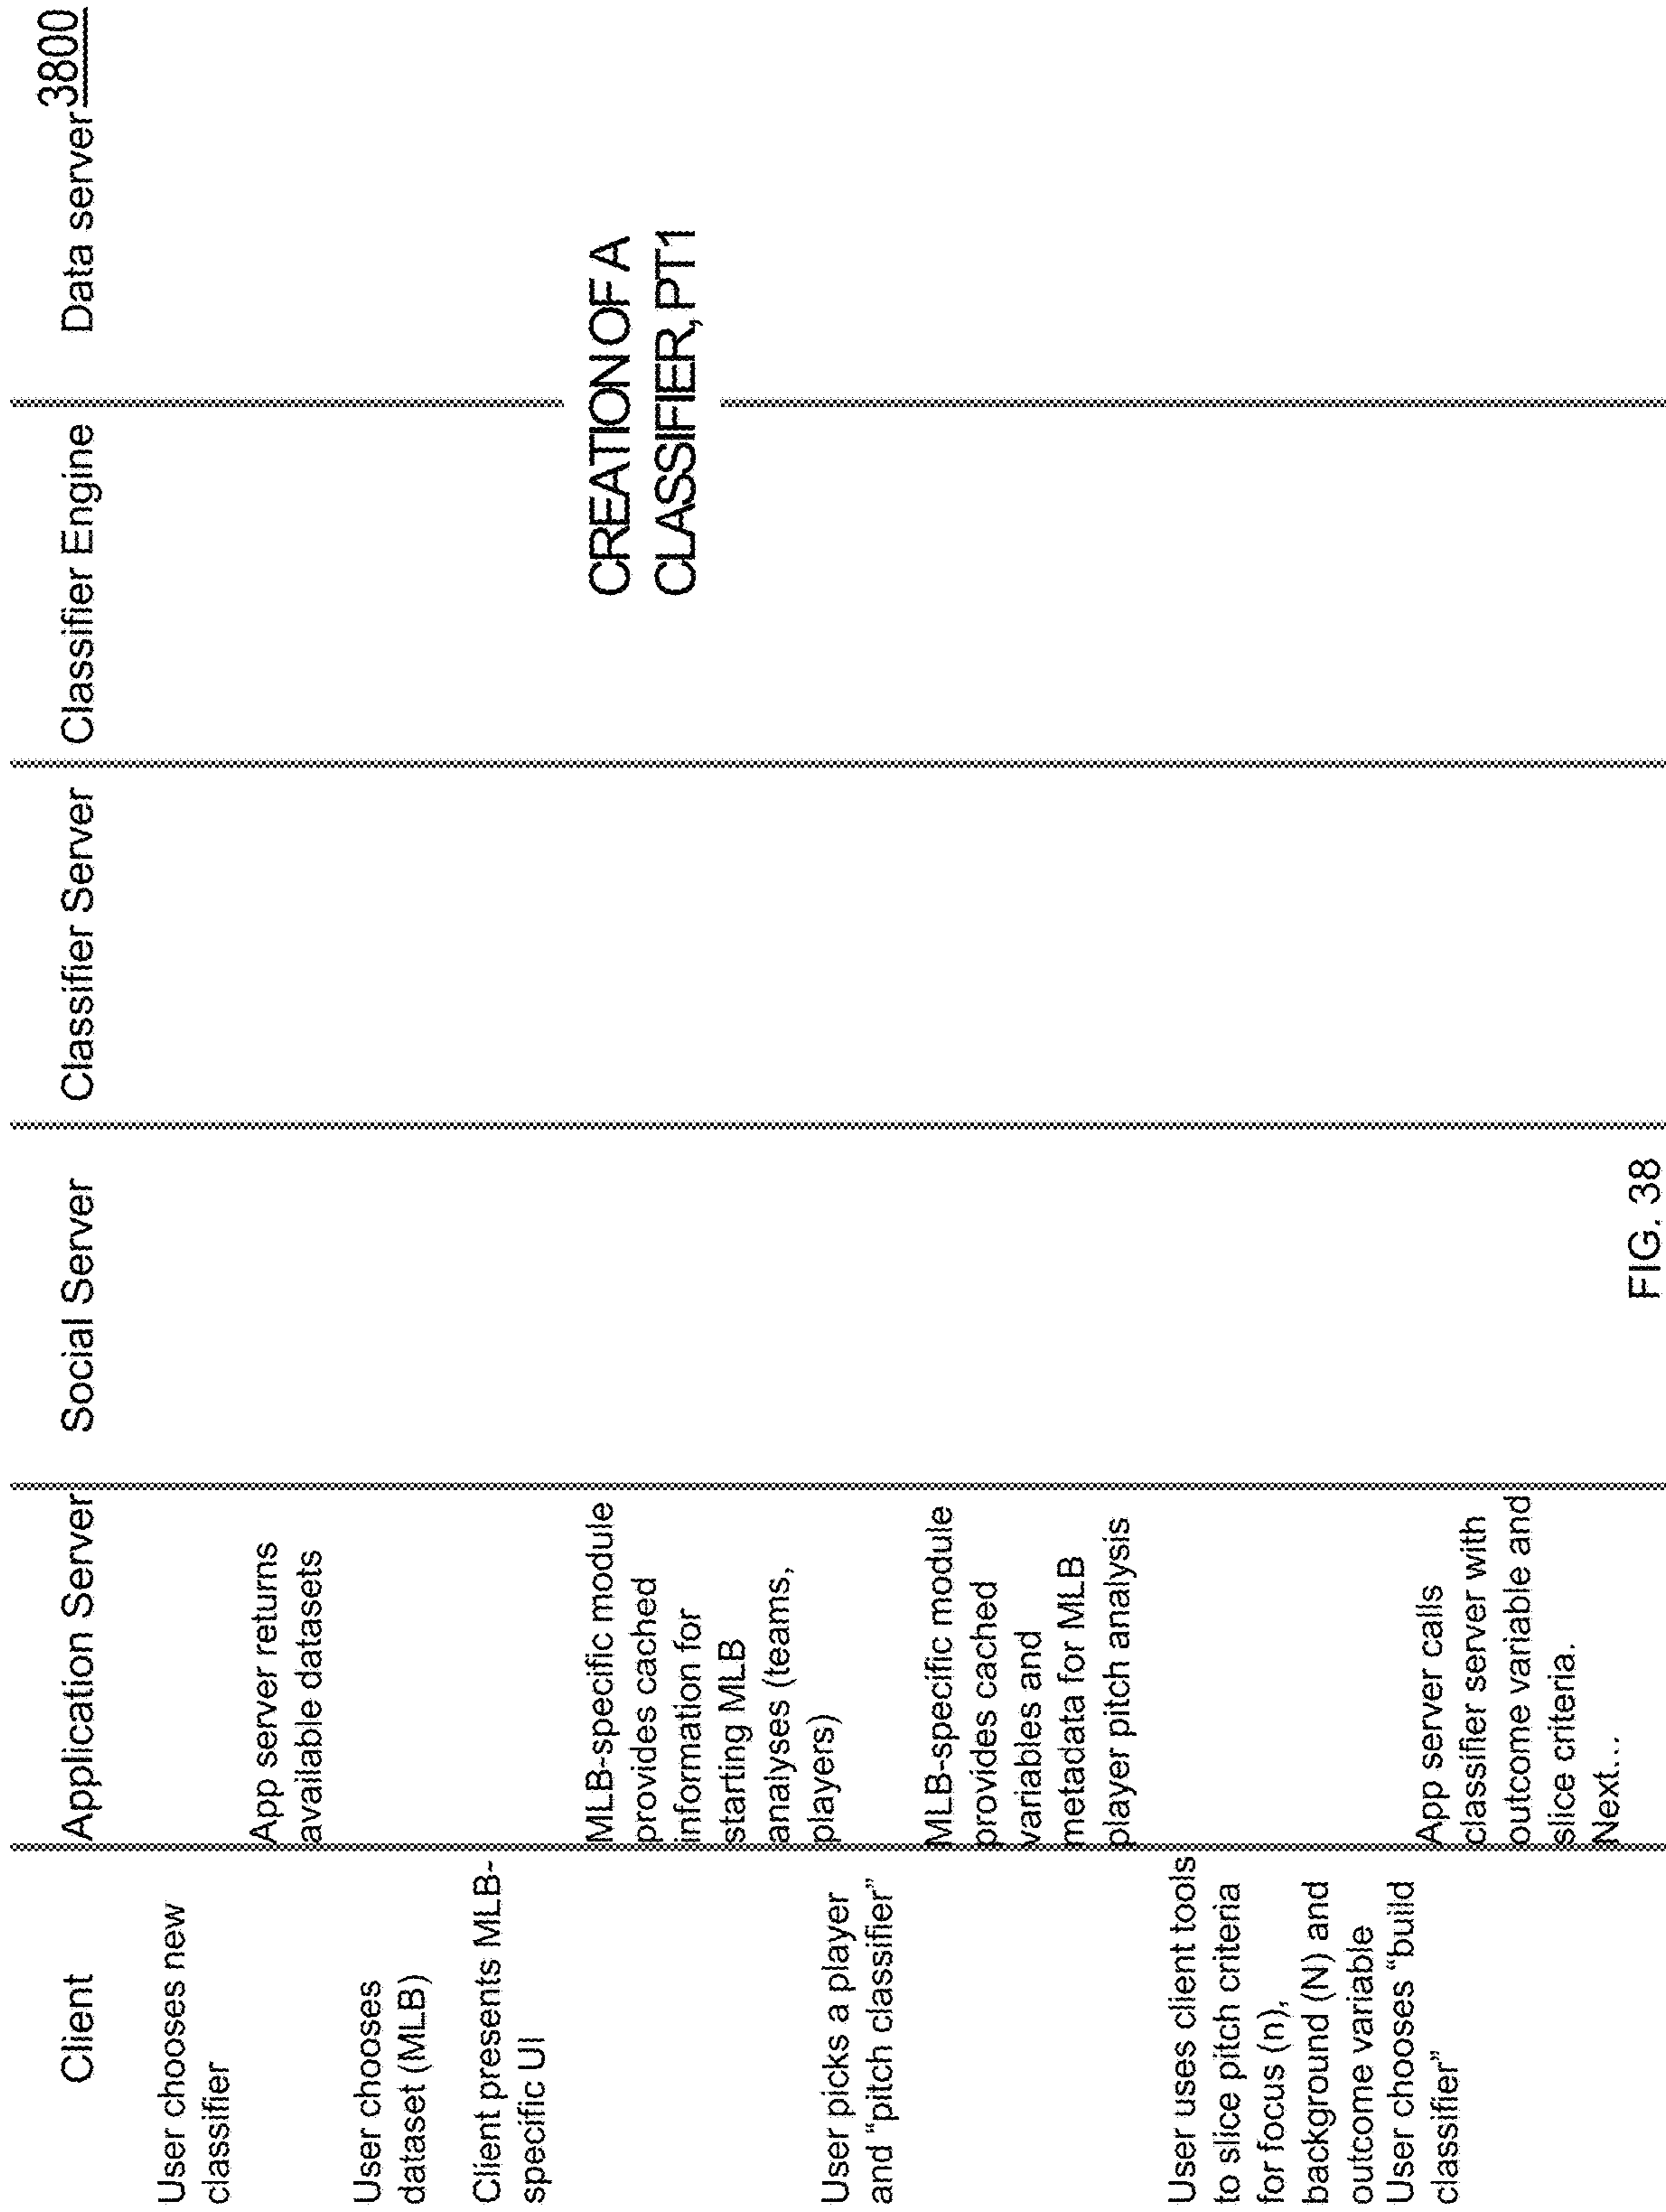 3800
Client
Application Server
Social Server
Classifier Server
Classifier Engine
Data server
User chooses new
classifier
App server returns
available datasets
User chooses
dataset (MLB)
Client presents MLB-
specific UI
MLB-specific module
provides cached
information for
starting MLB
analyses (teams,
players)
CREATION OF A
CLASSIFIER, PT1
User picks a player
and “pitch classifier”
MLB-specific module
provides cached
variables and
metadata for MLB
player pitch analysis
User uses client tools
to slice pitch criteria
for focus (n),
background (N) and
outcome variable
User chooses “build
classifier”
App server calls
classifier server with
outcome variable and
slice criteria.
Next...
FIG. 38